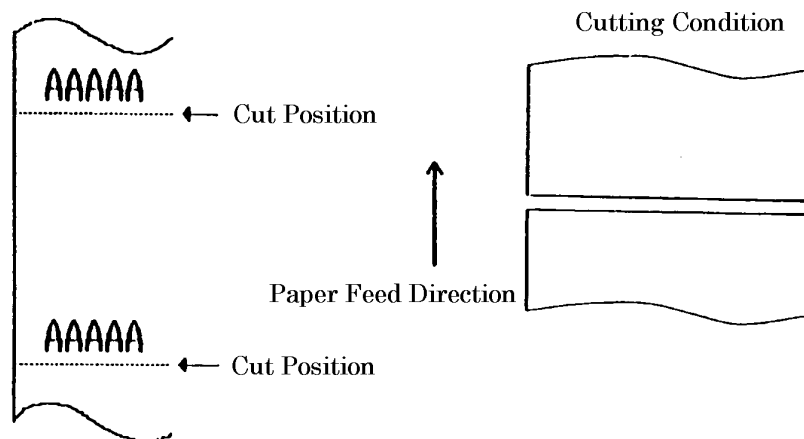 Cutting Condition
AAAAA
Cut Position
Paper Feed Direction
AAAAA
Cut Position